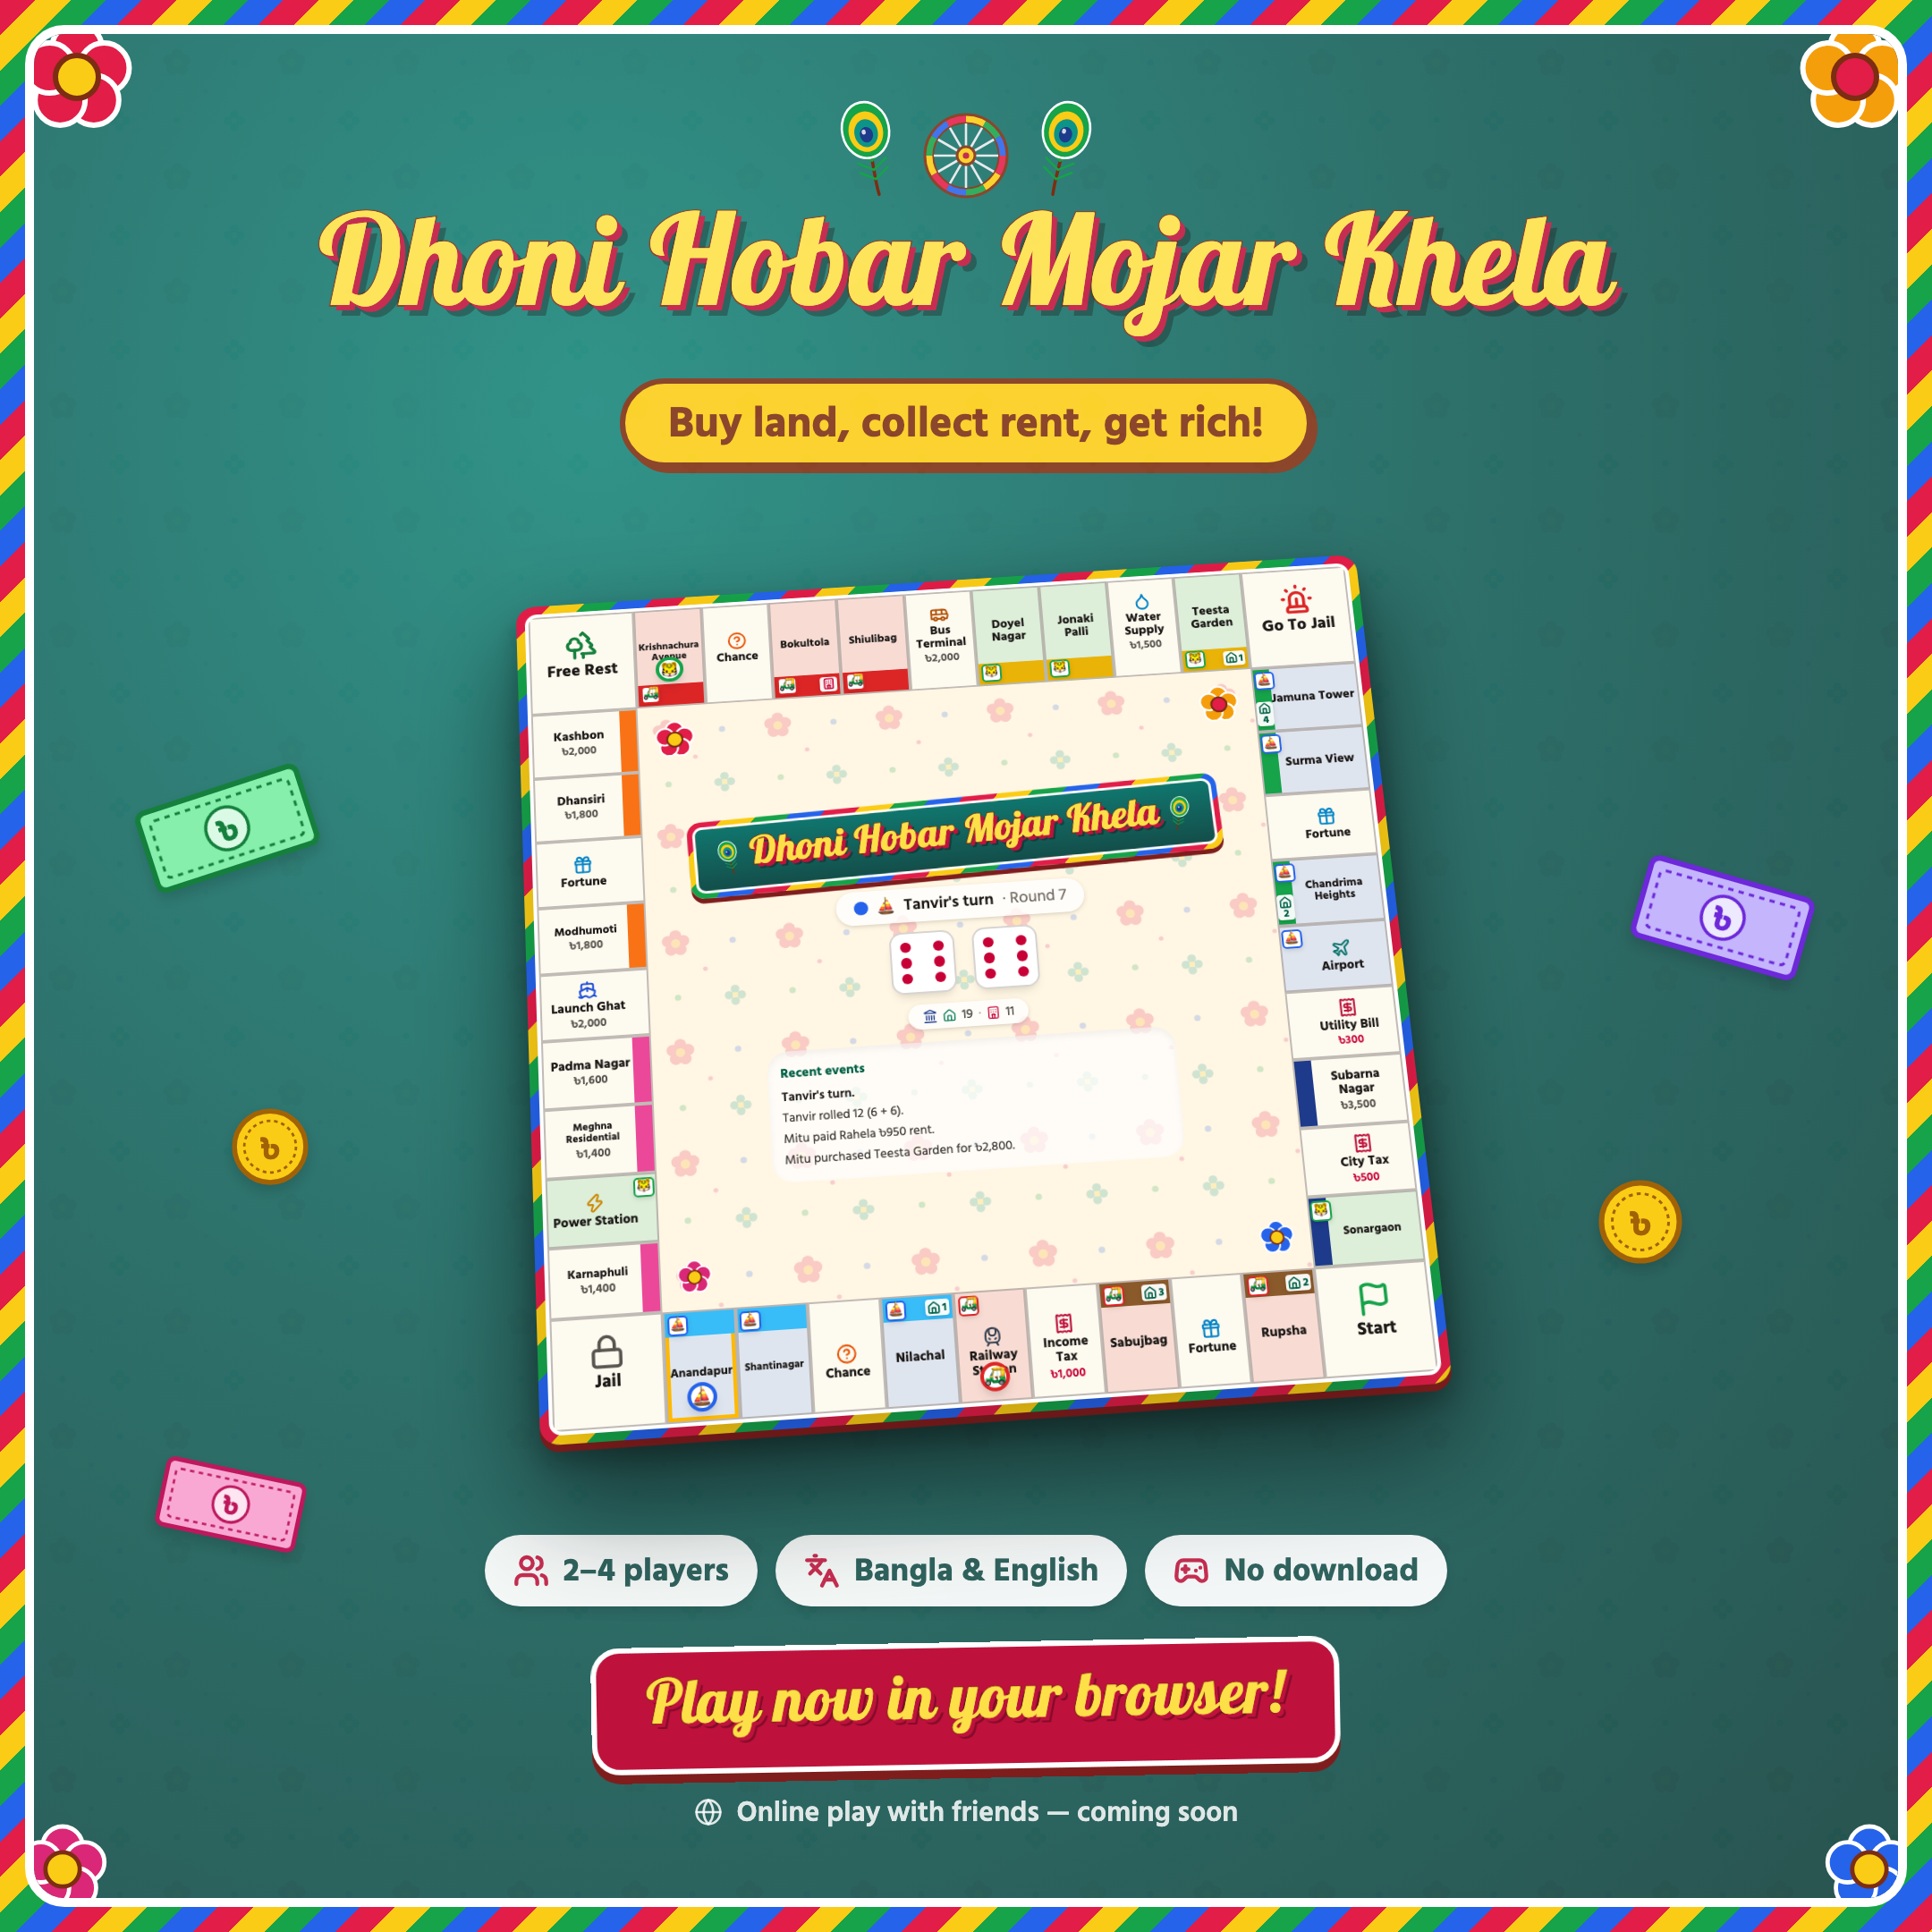 Dhoni Hobar Mojar Khela
Buy land, collect rent, get rich!
Free Rest
Krishnachura
Avenue
Chance
Bokultola
Shiulibag
Bus
Terminal
৳2,000
Doyel
Nagar
Jonaki
Palli
Water
Supply
৳1,500
Teesta
Garden
1
Go To Jail
Kashbon
৳2,000
Dhansiri
৳1,800
Fortune
Modhumoti
৳1,800
Launch Ghat
৳2,000
Padma Nagar
৳1,600
Meghna
Residential
৳1,400
Power Station
Karnaphuli
৳1,400
Jamuna Tower
4
Surma View
Fortune
Chandrima
Heights
2
Airport
Utility Bill
৳300
Subarna
Nagar
৳3,500
City Tax
৳500
Sonargaon
Dhoni Hobar Mojar Khela
Tanvir's turn · Round 7
19 · 11
Recent events
Tanvir's turn.
Tanvir rolled 12 (6 + 6).
Mitu paid Rahela ৳950 rent.
Mitu purchased Teesta Garden for ৳2,800.
Jail
Anandapur
Shantinagar
Chance
Nilachal
1
Railway
Income
Tax
৳1,000
Sabujbag
3
Fortune
Rupsha
2
Start
৳
৳
৳
৳
৳
2–4 players
Bangla & English
No download
Play now in your browser!
Online play with friends — coming soon